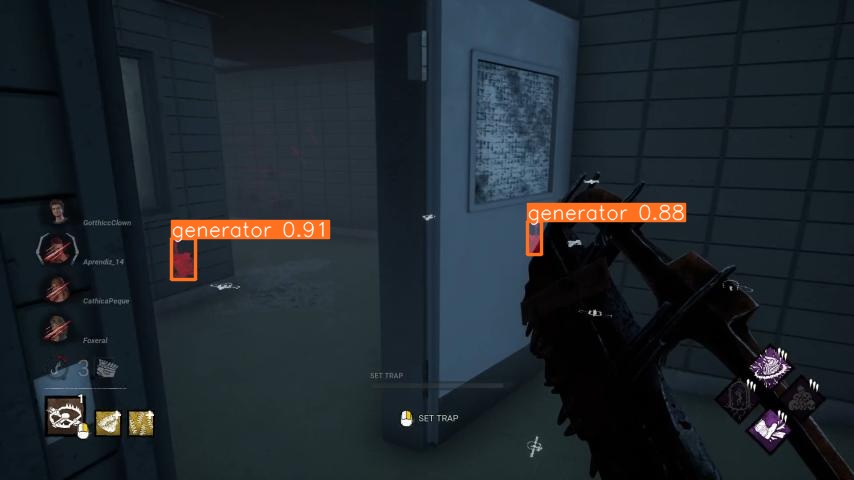 generator 0.91
generator 0.88
GotthiccClown
Aprendiz_14
CathicaPeque
Foxeral
3
SET TRAP
1
SET TRAP